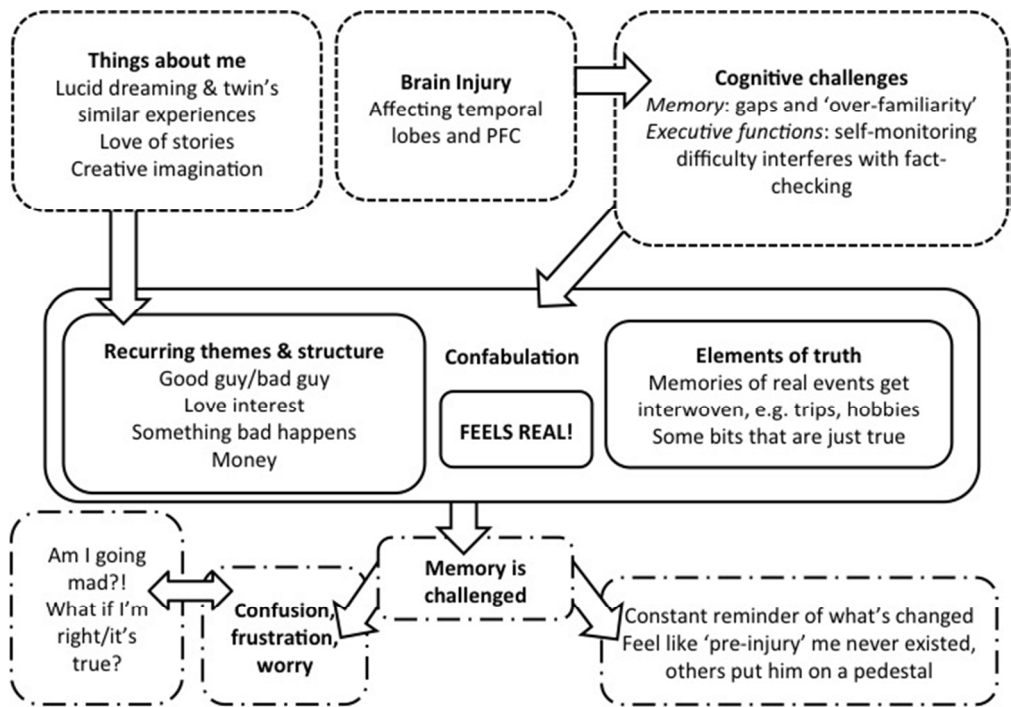 Things about me
Lucid dreaming & twin's
similar experiences
Love of stories
Creative imagination
Brain Injury
Affecting temporal
lobes and PFC
Cognitive challenges
Memory: gaps and 'over-familiarity'
Executive functions: self-monitoring
difficulty interferes with fact-
checking
Recurring themes & structure
Good guy/bad guy
Love interest
Something bad happens
Money
Confabulation
FEELS REAL!
Elements of truth
Memories of real events get
interwoven, e.g. trips, hobbies
Some bits that are just true
Am I going
mad?!
What if I'm
right/it's
true?
Confusion,
frustration,
worry
Memory is
challenged
Constant reminder of what's changed
Feel like 'pre-injury' me never existed,
others put him on a pedestal